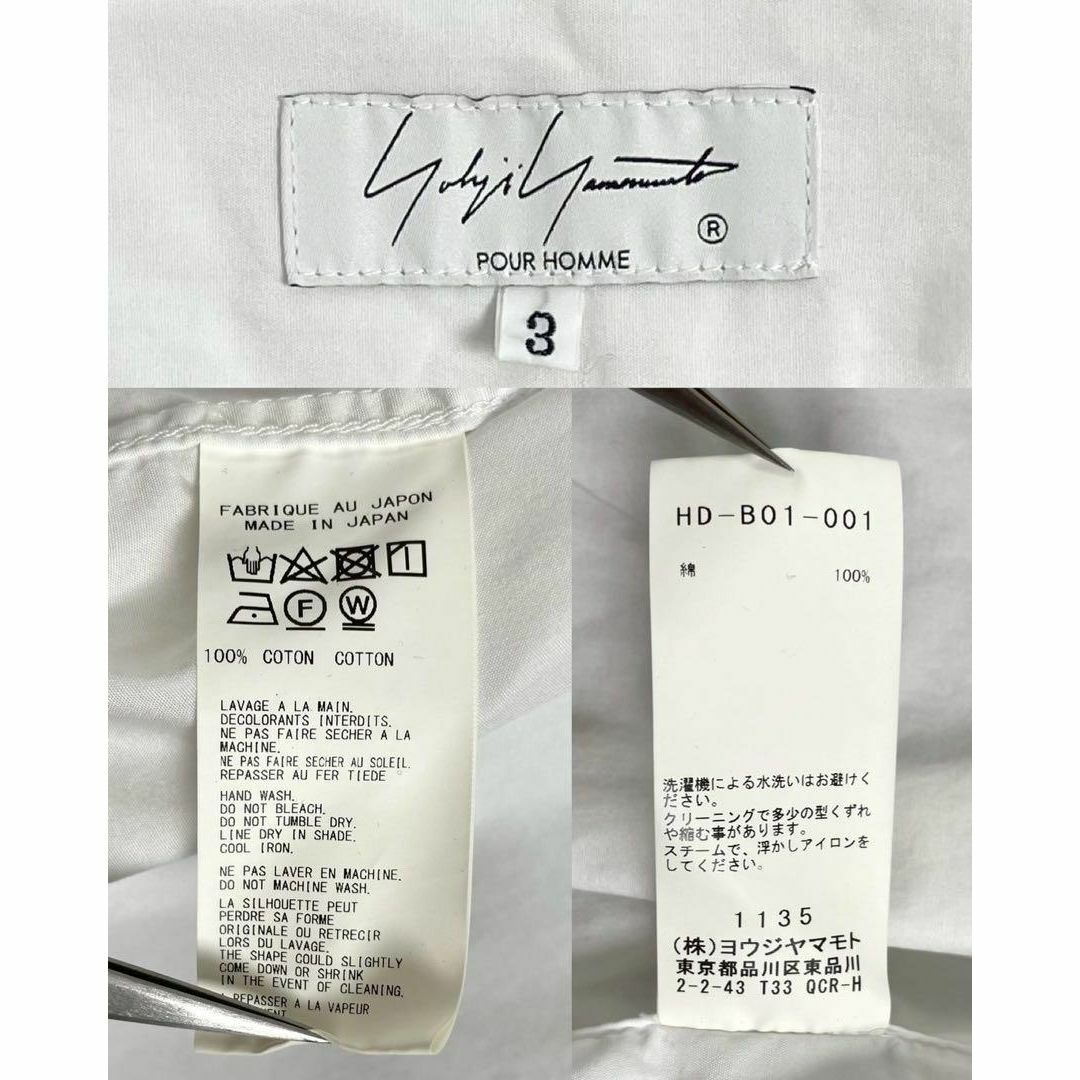 Yohji Yamamoto
®
POUR HOMME
3
FABRIQUE AU JAPON
MADE IN JAPAN
F
W
100% COTON COTTON
LAVAGE A LA MAIN.
DECOLORANTS INTERDITS.
NE PAS FAIRE SECHER A LA
MACHINE.
NE PAS FAIRE SECHER AU SOLEIL.
REPASSER AU FER TIEDE
HAND WASH.
DO NOT BLEACH.
DO NOT TUMBLE DRY.
LINE DRY IN SHADE.
COOL IRON.
NE PAS LAVER EN MACHINE.
DO NOT MACHINE WASH.
LA SILHOUETTE PEUT
PERDRE SA FORME
ORIGINALE OU RETRECIR
LORS DU LAVAGE.
THE SHAPE COULD SLIGHTLY
COME DOWN OR SHRINK
IN THE EVENT OF CLEANING.
REPASSER A LA VAPEUR
HD-B01-001
綿 100%
洗濯機による水洗いはお避けく
ださい。
クリーニングで多少の型くずれ
や縮む事があります。
スチームで、浮かしアイロンを
してください。
1135
(株)ヨウジヤマモト
東京都品川区東品川
2-2-43 T33 QCR-H